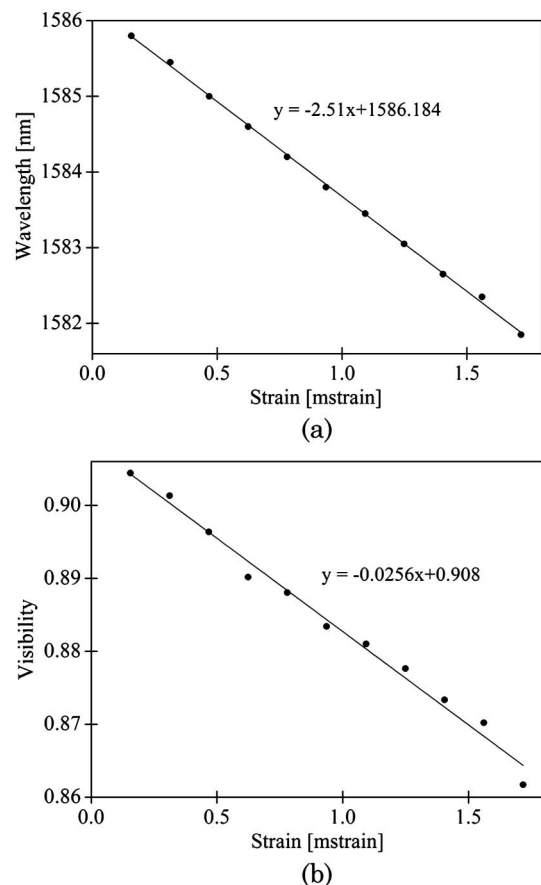 1586
1585
1584
1583
1582
Wavelength [nm]
y = -2.51x+1586.184
0.0 0.5 1.0 1.5
Strain [mstrain]
(a)
0.90
0.89
0.88
0.87
0.86
Visibility
y = -0.0256x+0.908
0.0 0.5 1.0 1.5
Strain [mstrain]
(b)